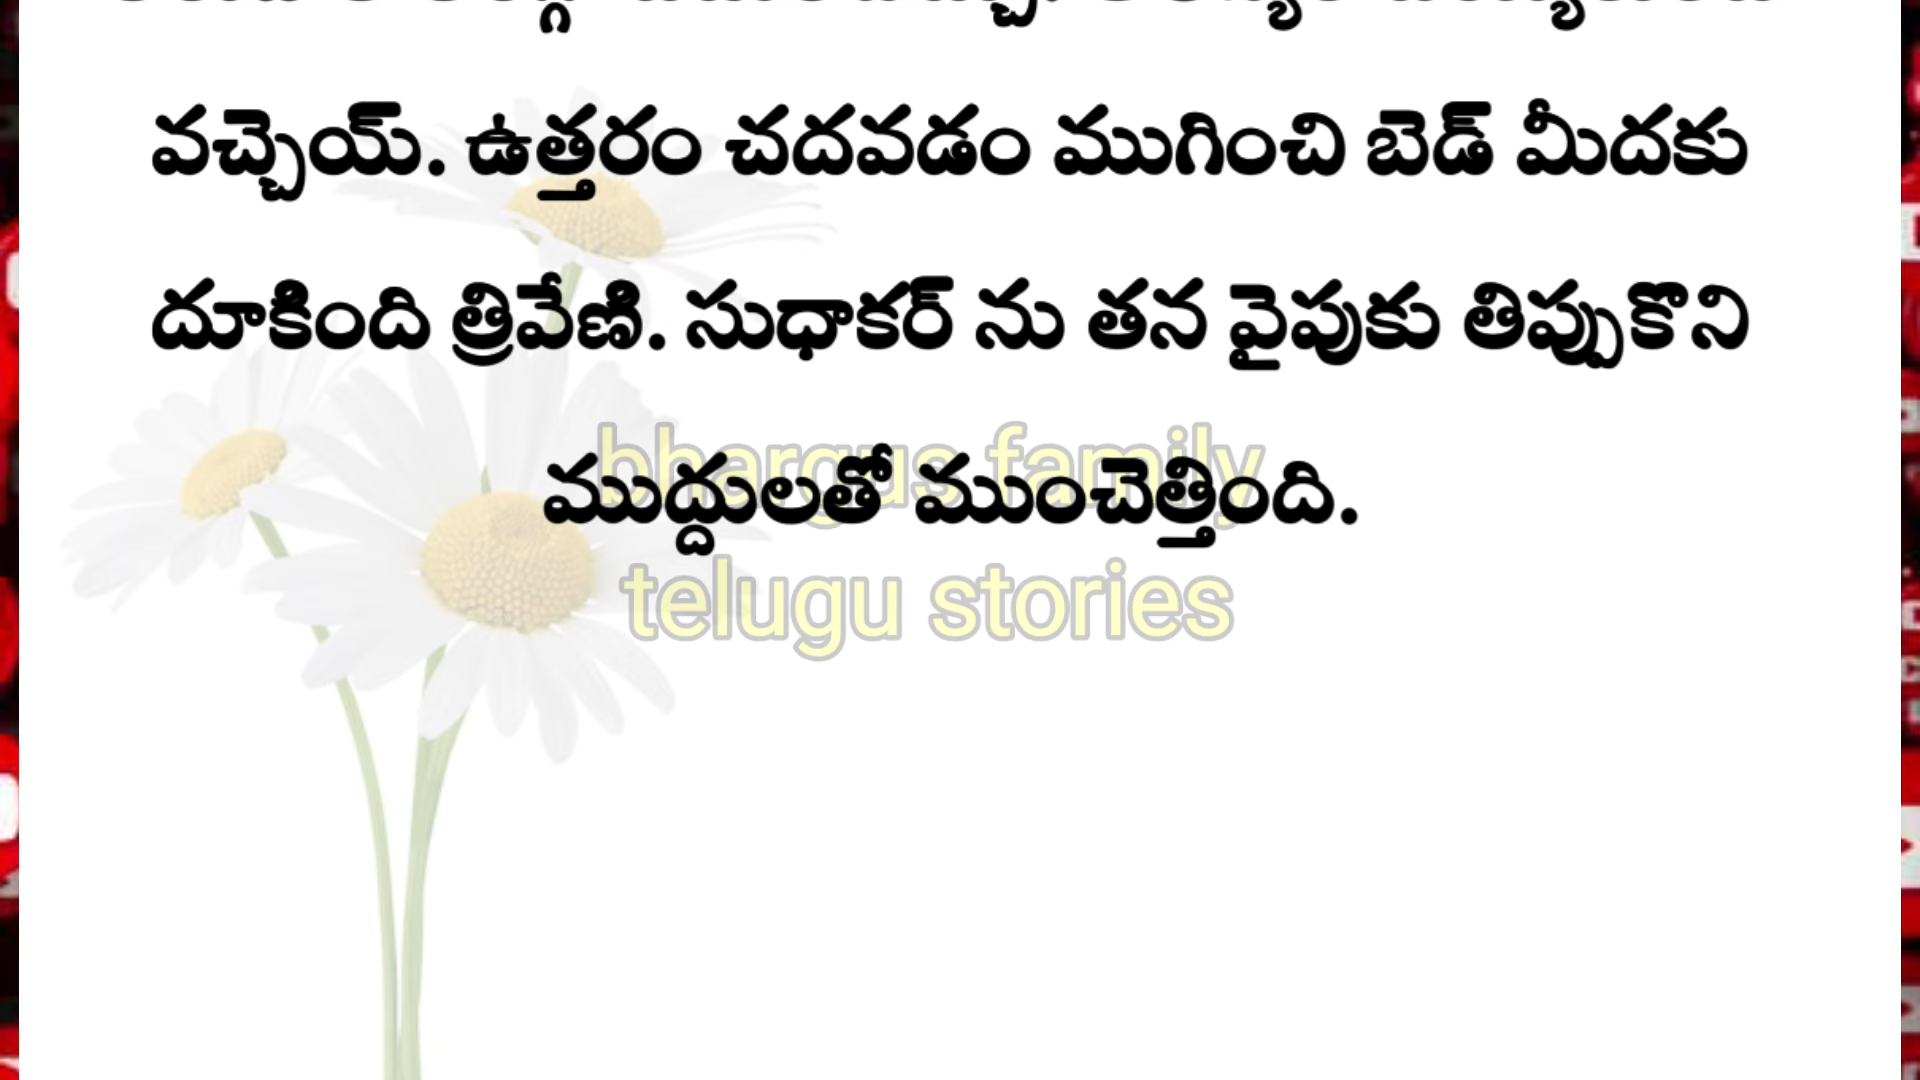 వచ్చెయ్. ఉత్తరం చదవడం ముగించి బెడ్ మీదకు
దూకింది త్రివేణి. సుధాకర్ ను తన వైపుకు తిప్పుకొని
ముద్దులతో ముంచెత్తింది.
bhargus family
telugu stories